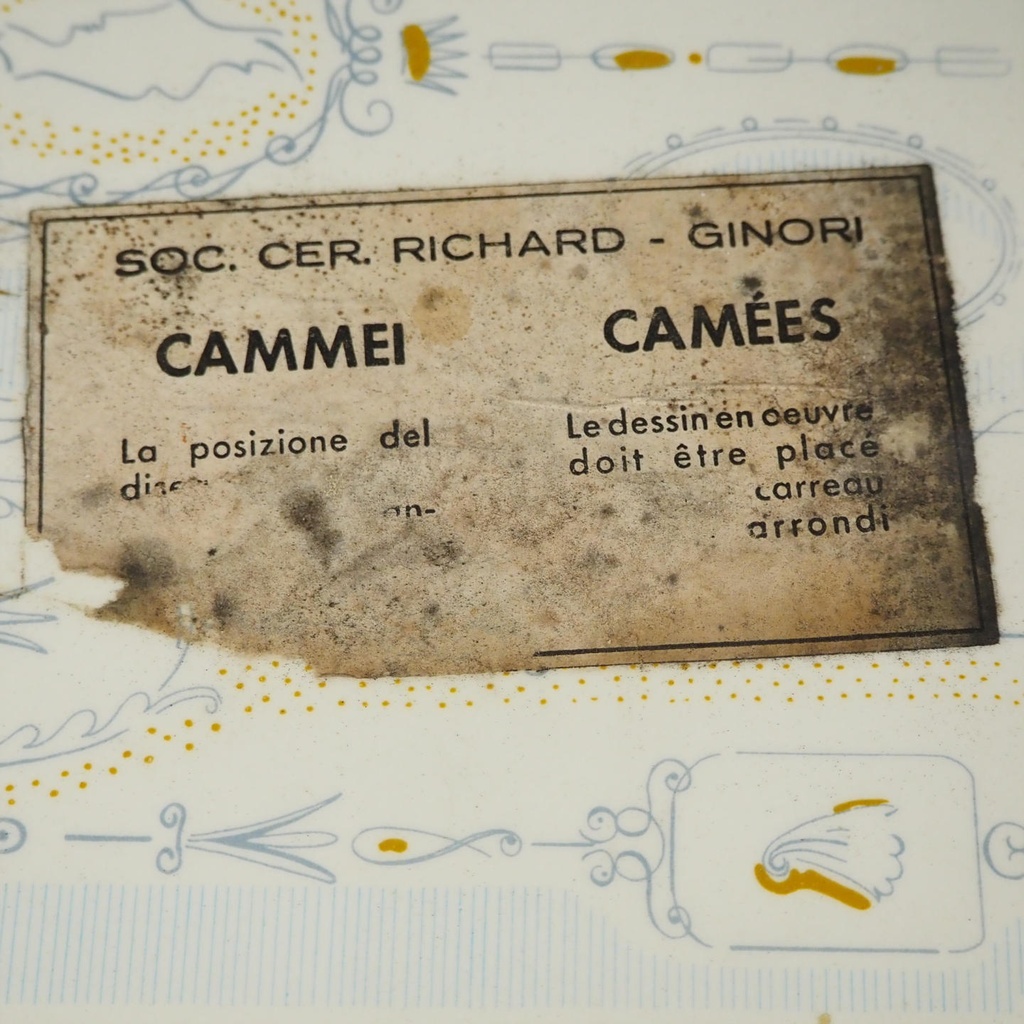 SOC. CER. RICHARD - GINORI
CAMMEI
La posizione del
CAMÉES
Le dessin en oeuvre
doit être placé
carreau
arrondi